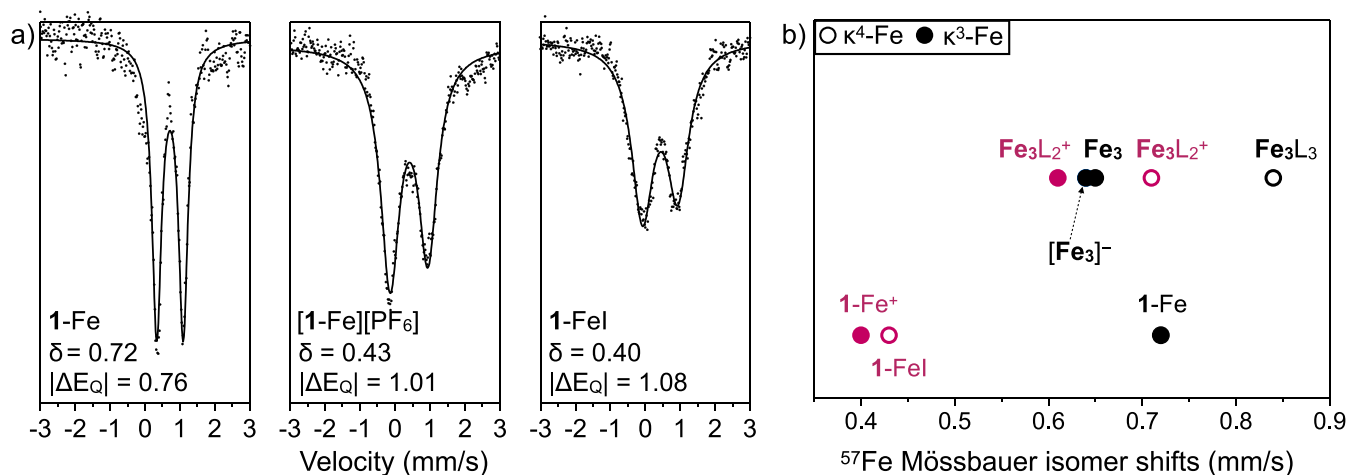 a)
1-Fe
δ = 0.72
|ΔE_Q| = 0.76
-3 -2 -1 0 1 2 3
[1-Fe][PF₆]
δ = 0.43
|ΔE_Q| = 1.01
-3 -2 -1 0 1 2 3
1-FeI
δ = 0.40
|ΔE_Q| = 1.08
-3 -2 -1 0 1 2 3
Velocity (mm/s)
b)
κ⁴-Fe κ³-Fe
Fe₃L₂⁺ Fe₃ Fe₃L₂⁺ Fe₃L₃
[Fe₃]⁻
1-Fe⁺ 1-Fe
1-FeI
0.4 0.5 0.6 0.7 0.8 0.9
⁵⁷Fe Mössbauer isomer shifts (mm/s)